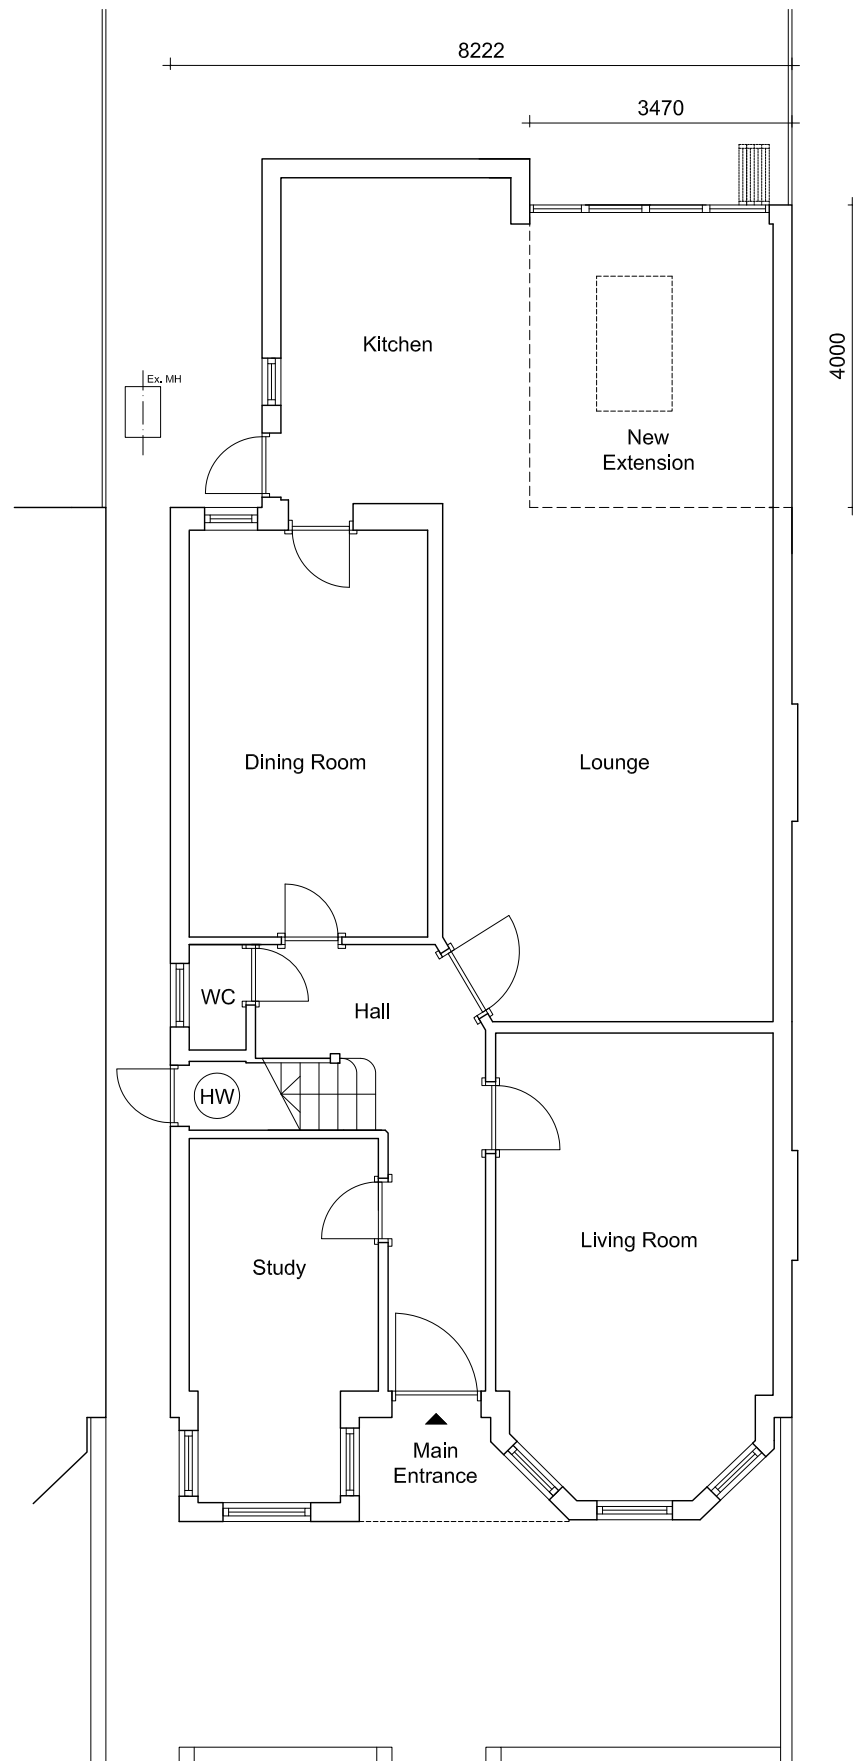 8222
3470
4000
Kitchen
Ex. MH
New
Extension
Dining Room
Lounge
WC
Hall
HW
Living Room
Study
Main
Entrance